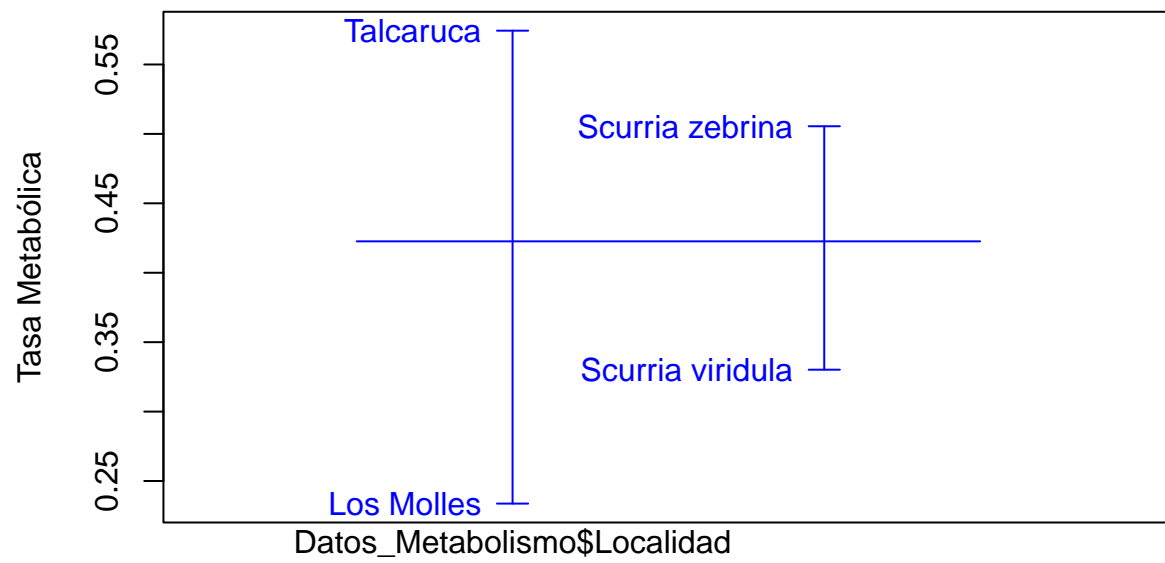 Tasa Metabólica
0.55
0.45
0.35
0.25
Talcaruca
Scurria zebrina
Scurria viridula
Los Molles
Datos_Metabolismo$Localidad